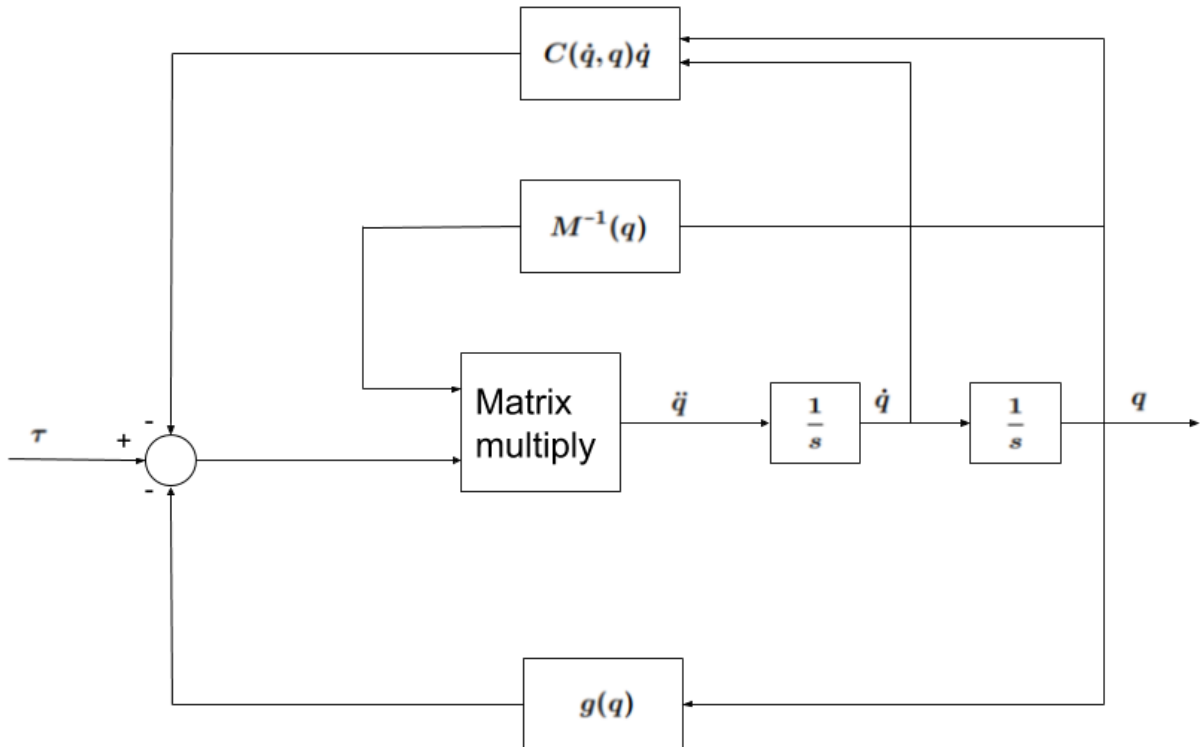 C(q̇, q)q̇
M⁻¹(q)
Matrix
multiply
q̈
1
s
q̇
1
s
q
τ
+
-
-
g(q)